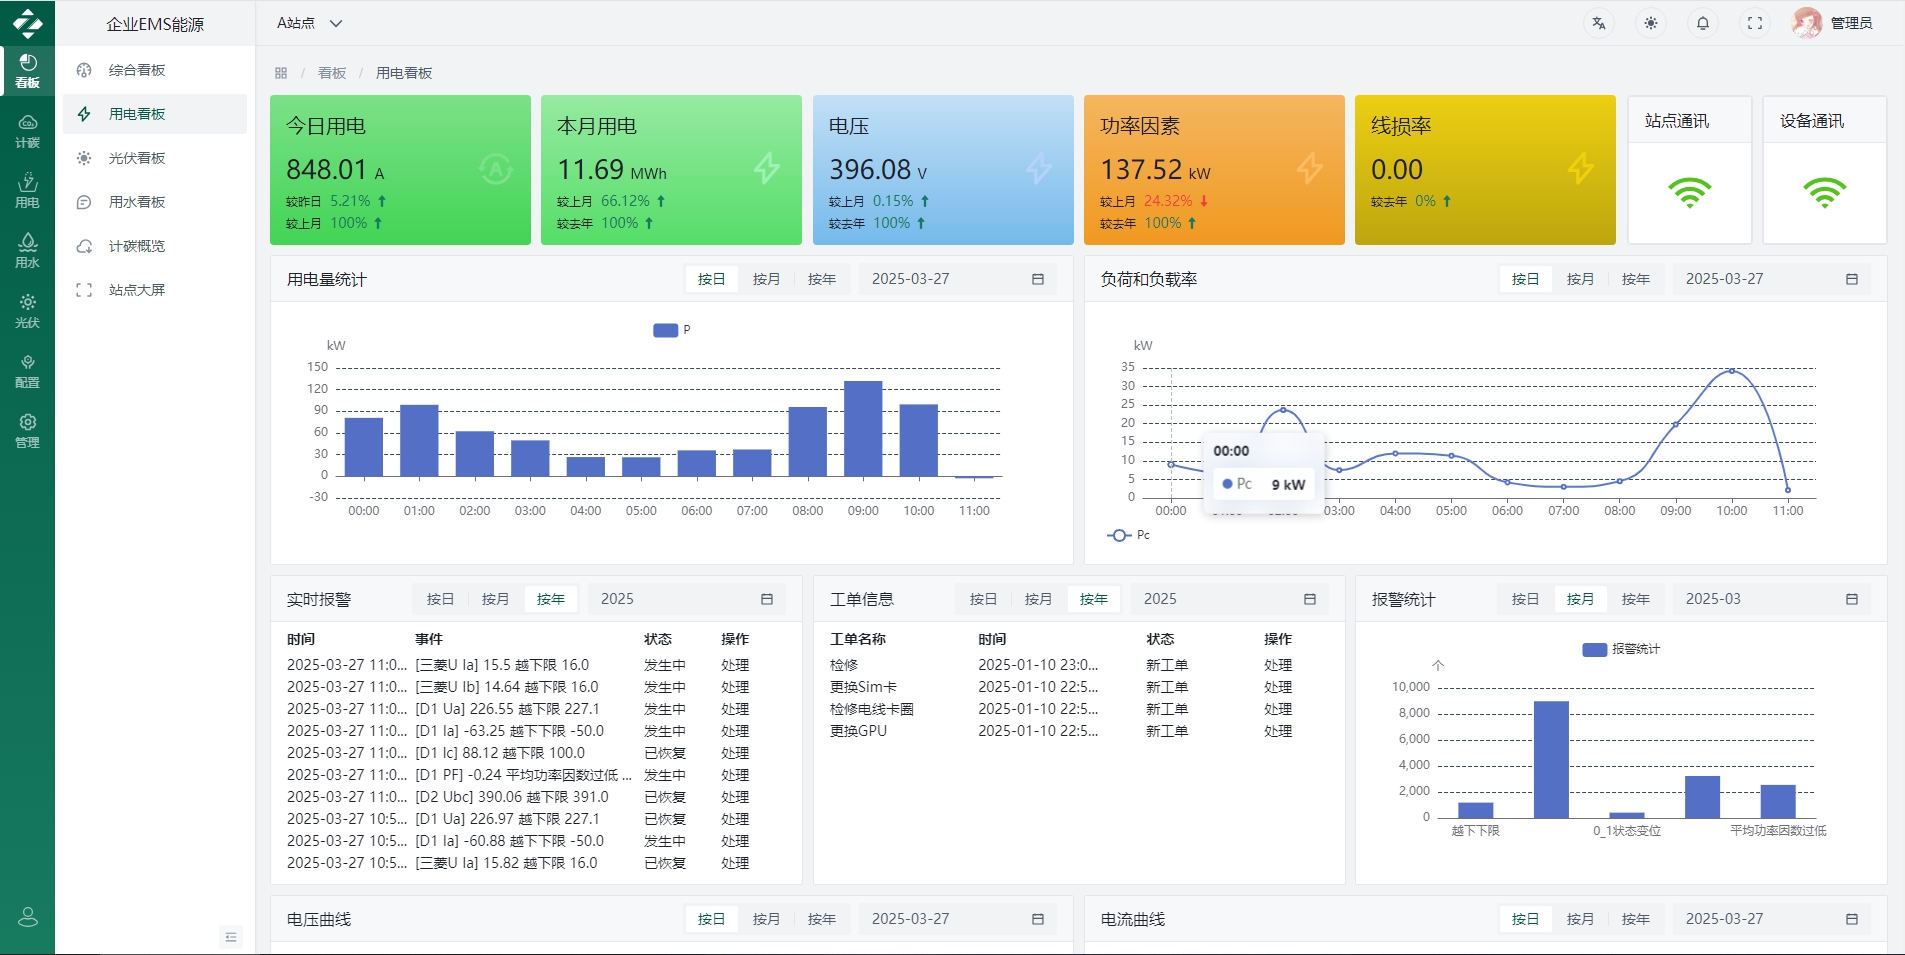 企业EMS能源
A站点
管理员
看板
计碳
用电
用水
光伏
配置
管理
综合看板
用电看板
光伏看板
用水看板
计碳概览
站点大屏
/ 看板 / 用电看板
今日用电
848.01 A
较昨日 5.21%
较上月 100%
本月用电
11.69 MWh
较上月 66.12%
较去年 100%
电压
396.08 V
较上月 0.15%
较去年 100%
功率因素
137.52 kW
较上月 24.32%
较去年 100%
线损率
0.00
较去年 0%
站点通讯
设备通讯
用电量统计 按日 按月 按年 2025-03-27
P
kW
150
120
90
60
30
0
-30
00:00 01:00 02:00 03:00 04:00 05:00 06:00 07:00 08:00 09:00 10:00 11:00
负荷和负载率 按日 按月 按年 2025-03-27
kW
35
30
25
20
15
10
5
0
00:00
Pc 9 kW
00:00 03:00 04:00 05:00 06:00 07:00 08:00 09:00 10:00 11:00
Pc
实时报警 按日 按月 按年 2025
时间 事件 状态 操作
2025-03-27 11:0... [三菱U Ia] 15.5 越下限 16.0 发生中 处理
2025-03-27 11:0... [三菱U Ib] 14.64 越下限 16.0 发生中 处理
2025-03-27 11:0... [D1 Ua] 226.55 越下限 227.1 发生中 处理
2025-03-27 11:0... [D1 Ia] -63.25 越下下限 -50.0 发生中 处理
2025-03-27 11:0... [D1 Ic] 88.12 越下限 100.0 已恢复 处理
2025-03-27 11:0... [D1 PF] -0.24 平均功率因数过低 ... 发生中 处理
2025-03-27 11:0... [D2 Ubc] 390.06 越下限 391.0 已恢复 处理
2025-03-27 10:5... [D1 Ua] 226.97 越下限 227.1 已恢复 处理
2025-03-27 10:5... [D1 Ia] -60.88 越下下限 -50.0 发生中 处理
2025-03-27 10:5... [三菱U Ia] 15.82 越下限 16.0 已恢复 处理
工单信息 按日 按月 按年 2025
工单名称 时间 状态 操作
检修 2025-01-10 23:0... 新工单 处理
更换Sim卡 2025-01-10 22:5... 新工单 处理
检修电线卡圈 2025-01-10 22:5... 新工单 处理
更换GPU 2025-01-10 22:5... 新工单 处理
报警统计 按日 按月 按年 2025-03
报警统计
个
10,000
8,000
6,000
4,000
2,000
0
越下下限 0_1状态变位 平均功率因数过低
电压曲线 按日 按月 按年 2025-03-27
电流曲线 按日 按月 按年 2025-03-27